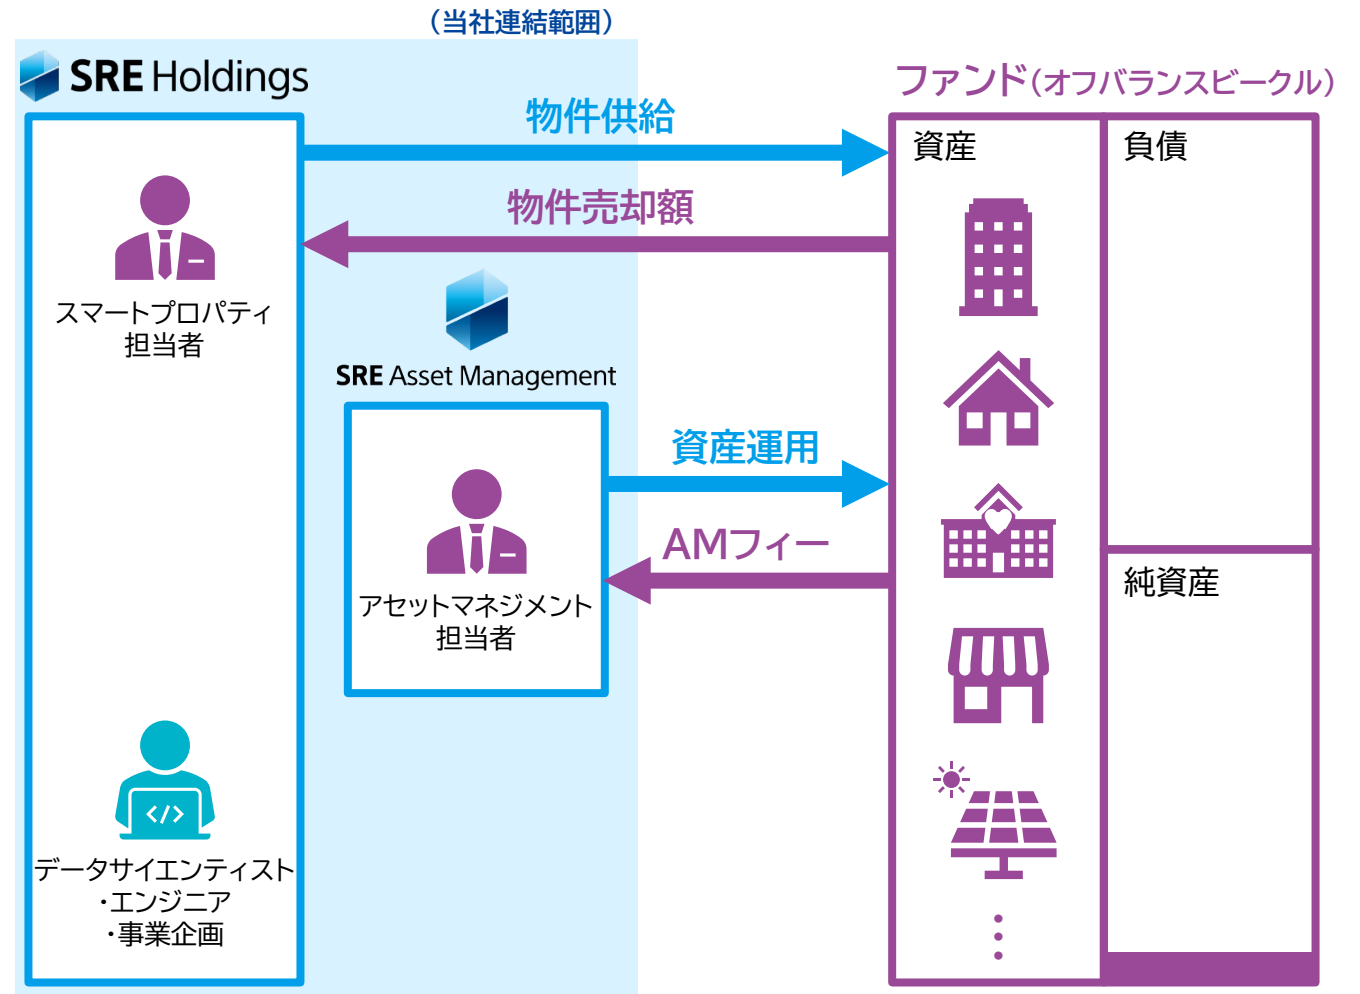 （当社連結範囲）
SRE Holdings
ファンド（オフバランスビークル）
物件供給
資産
負債
物件売却額
スマートプロパティ
担当者
SRE Asset Management
資産運用
AMフィー
アセットマネジメント
担当者
純資産
</>
データサイエンティスト
・エンジニア
・事業企画